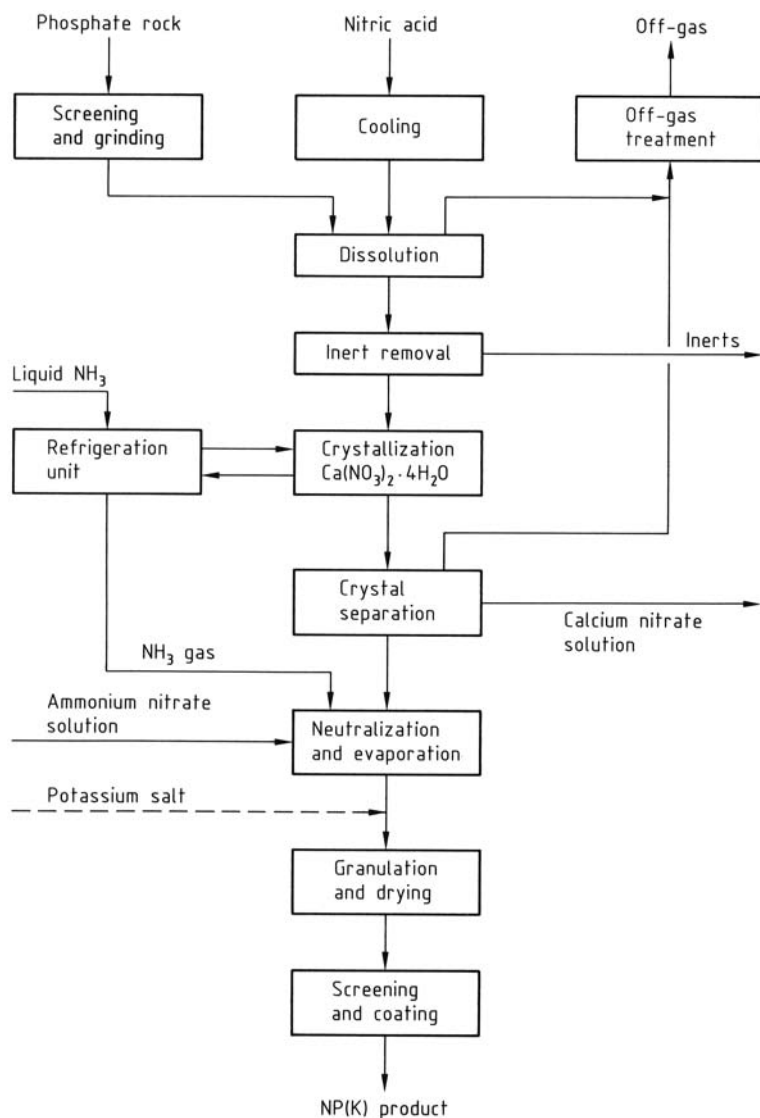 Phosphate rock
Nitric acid
Off-gas
Screening
and grinding
Cooling
Off-gas
treatment
Dissolution
Inert removal
Inerts
Liquid NH₃
Refrigeration
unit
Crystallization
Ca(NO₃)₂·4H₂O
Crystal
separation
Calcium nitrate
solution
NH₃ gas
Ammonium nitrate
solution
Neutralization
and evaporation
Potassium salt
Granulation
and drying
Screening
and coating
NP(K) product